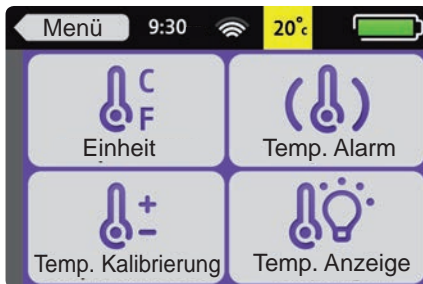 Menü 9:30 20°c
C
F
Einheit
Temp. Alarm
Temp. Kalibrierung
Temp. Anzeige